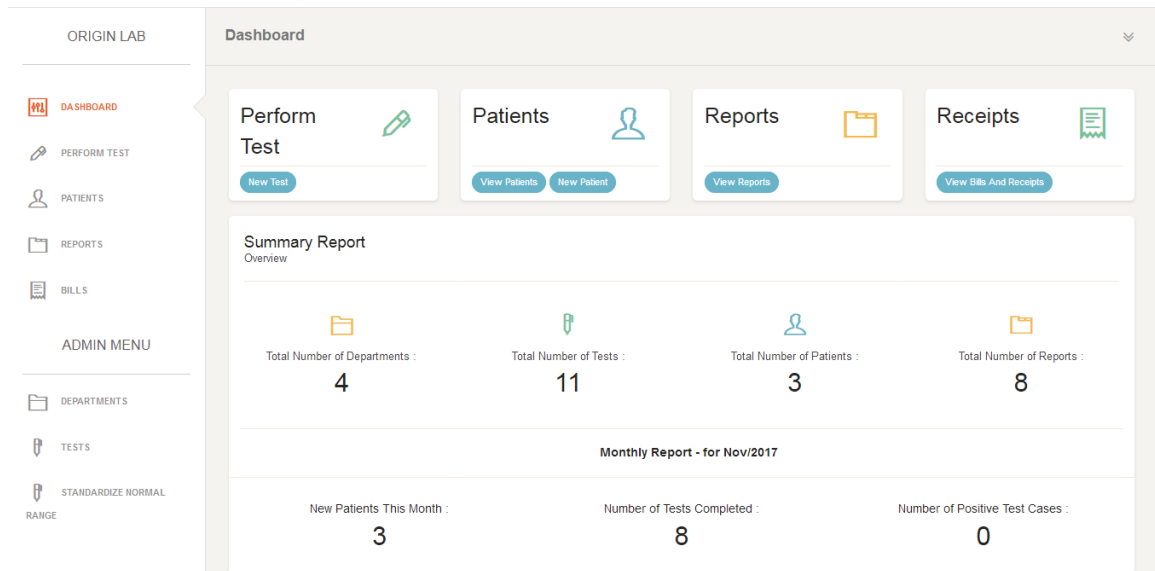 ORIGIN LAB
DASHBOARD
PERFORM TEST
PATIENTS
REPORTS
BILLS
ADMIN MENU
DEPARTMENTS
TESTS
STANDARDIZE NORMAL
RANGE
Dashboard
Perform
Test
New Test
Patients
View Patients New Patient
Reports
View Reports
Receipts
View Bills And Receipts
Summary Report
Overview
Total Number of Departments :
4
Total Number of Tests :
11
Total Number of Patients :
3
Total Number of Reports :
8
Monthly Report - for Nov/2017
New Patients This Month :
3
Number of Tests Completed :
8
Number of Positive Test Cases :
0